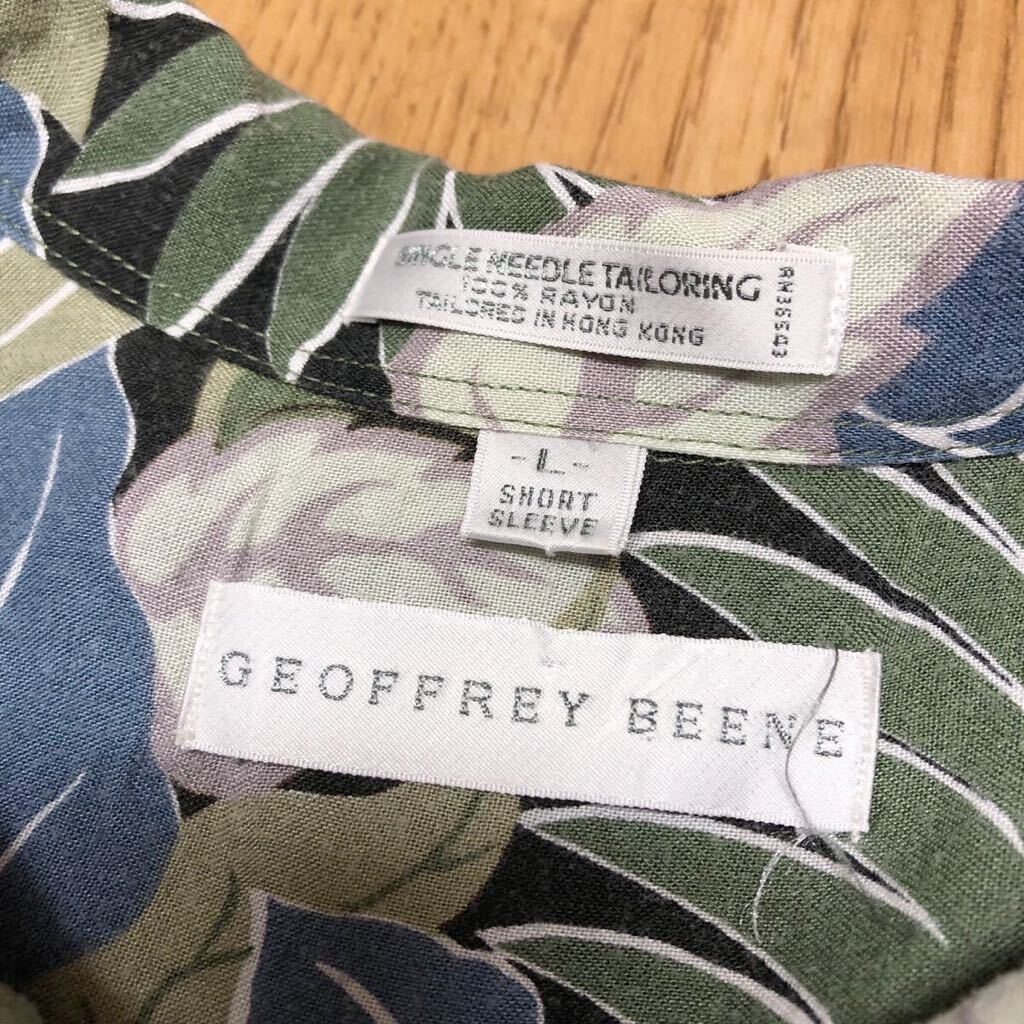 SINGLE NEEDLE TAILORING
100% RAYON
TAILORED IN HONG KONG
RN36543
-L-
SHORT
SLEEVE
GEOFFREY BEENE